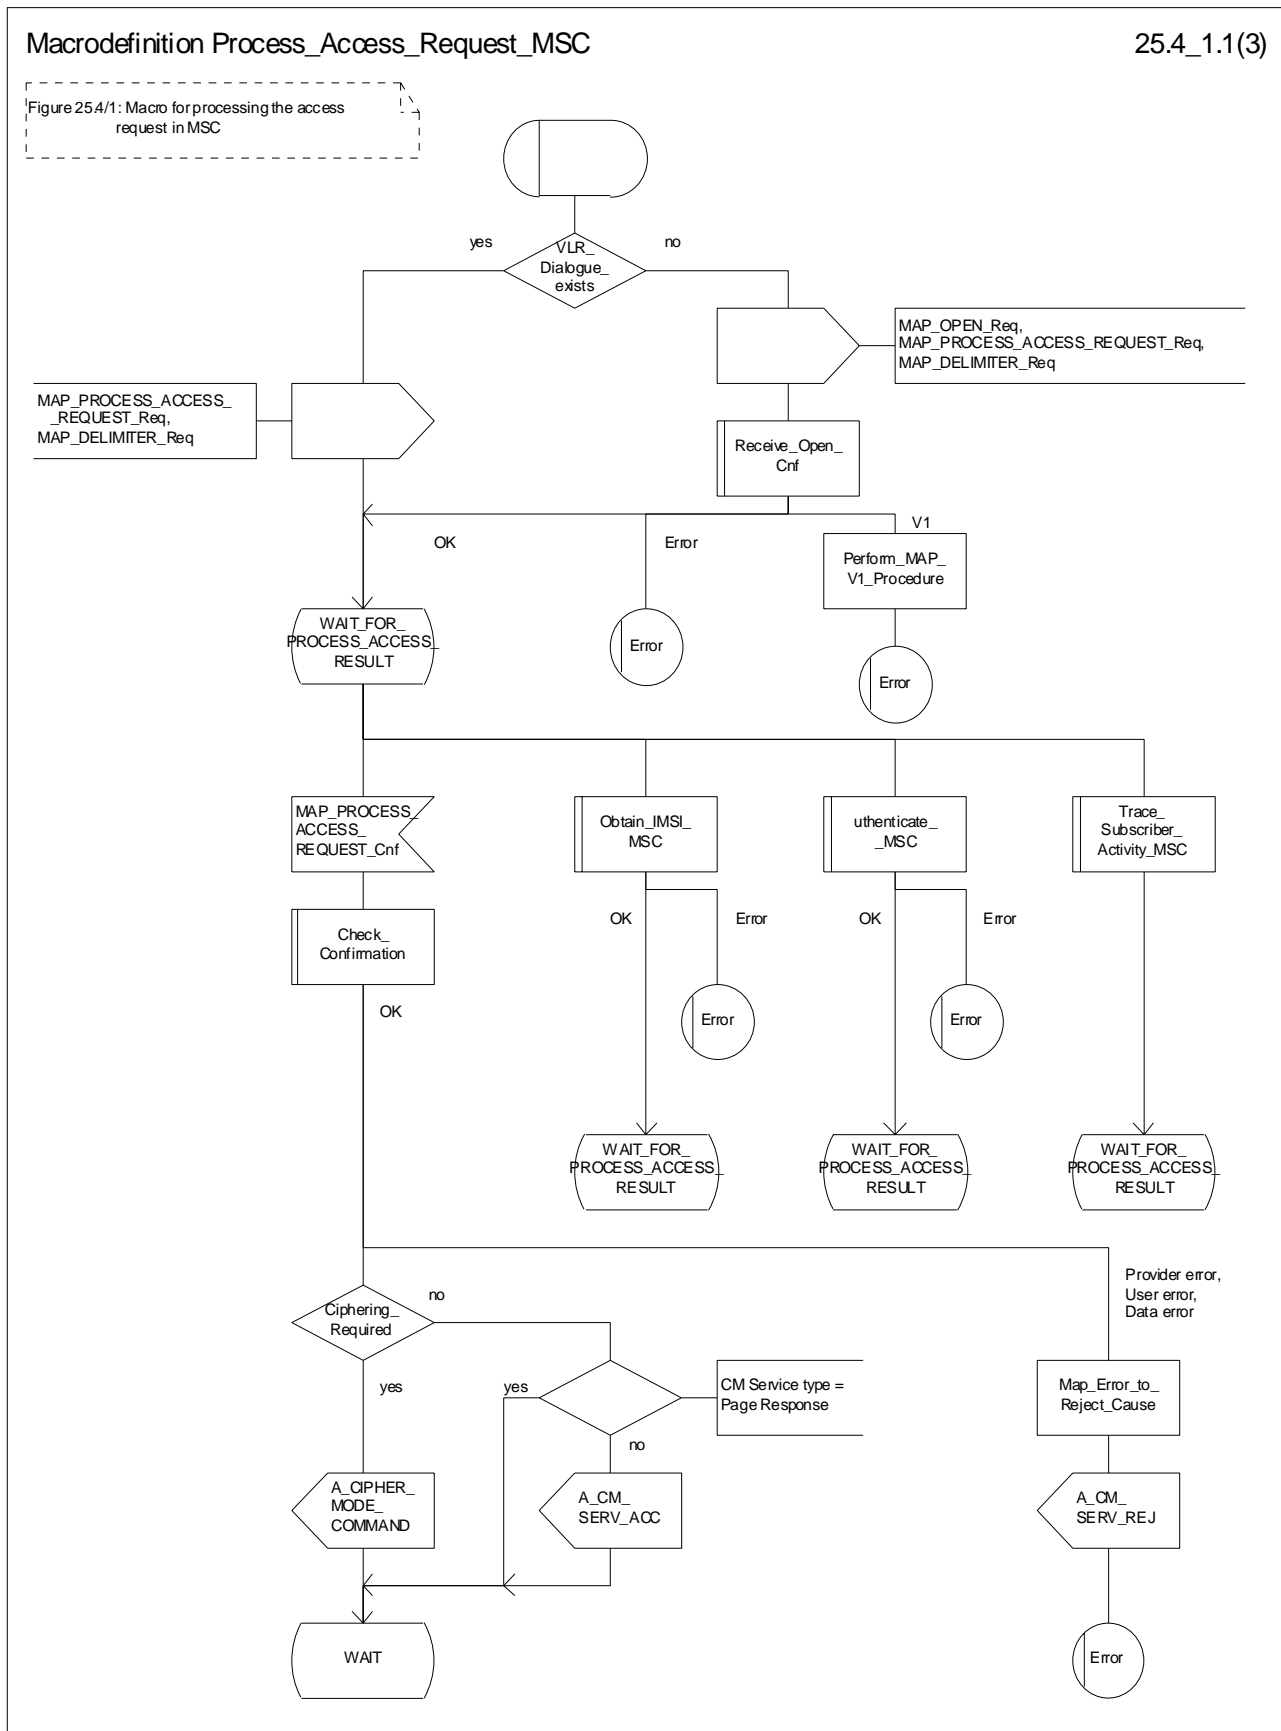 Macrodefinition Process_Access_Request_MSC
25.4_1.1(3)
Figure 25.4/1: Macro for processing the access
request in MSC
yes
VLR_
Dialogue_
exists
no
MAP_OPEN_Req,
MAP_PROCESS_ACCESS_REQUEST_Req,
MAP_DELIMITER_Req
MAP_PROCESS_ACCESS_
_REQUEST_Req,
MAP_DELIMITER_Req
Receive_Open_
Cnf
OK
Error
V1
Perform_MAP_
V1_Procedure
WAIT_FOR_
PROCESS_ACCESS_
RESULT
Error
Error
MAP_PROCESS_
ACCESS_
REQUEST_Cnf
Obtain_IMSI_
MSC
uthenticate_
_MSC
Trace_
Subscriber_
Activity_MSC
Check_
Confirmation
OK
Error
OK
Error
OK
Error
Error
WAIT_FOR_
PROCESS_ACCESS_
RESULT
WAIT_FOR_
PROCESS_ACCESS_
RESULT
WAIT_FOR_
PROCESS_ACCESS_
RESULT
Provider error,
User error,
Data error
Ciphering_
Required
no
yes
yes
CM Service type =
Page Response
no
Map_Error_to_
Reject_Cause
A_CIPHER_
MODE_
COMMAND
A_CM_
SERV_ACC
A_CM_
SERV_REJ
WAIT
Error